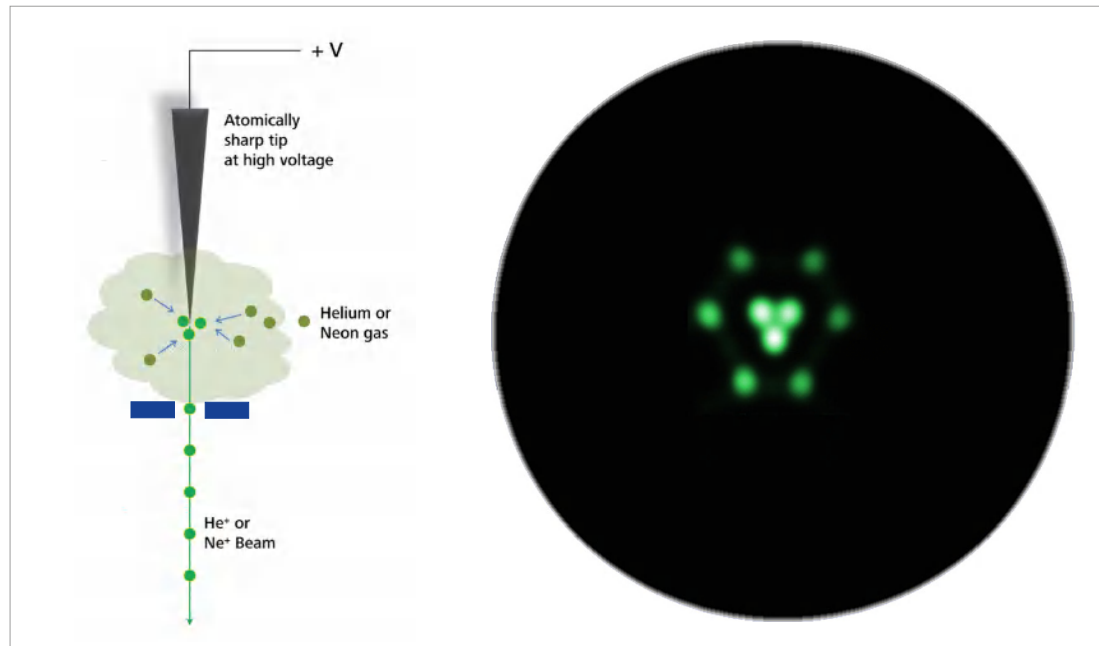 + V
Atomically
sharp tip
at high voltage
Helium or
Neon gas
He⁺ or
Ne⁺ Beam